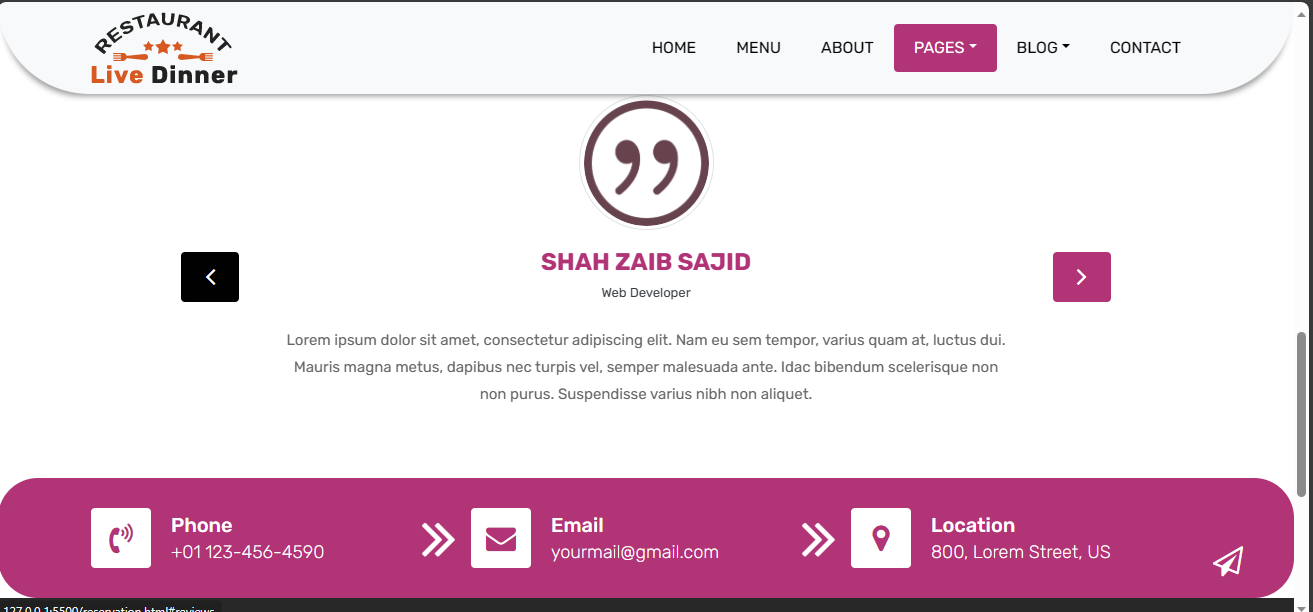 RESTAURANT
Live Dinner
HOME MENU ABOUT PAGES BLOG CONTACT
SHAH ZAIB SAJID
Web Developer
Lorem ipsum dolor sit amet, consectetur adipiscing elit. Nam eu sem tempor, varius quam at, luctus dui.
Mauris magna metus, dapibus nec turpis vel, semper malesuada ante. Idac bibendum scelerisque non
non purus. Suspendisse varius nibh non aliquet.
Phone
+01 123-456-4590
Email
yourmail@gmail.com
Location
800, Lorem Street, US
127.0.0.1:5500/reservation.html#reviews